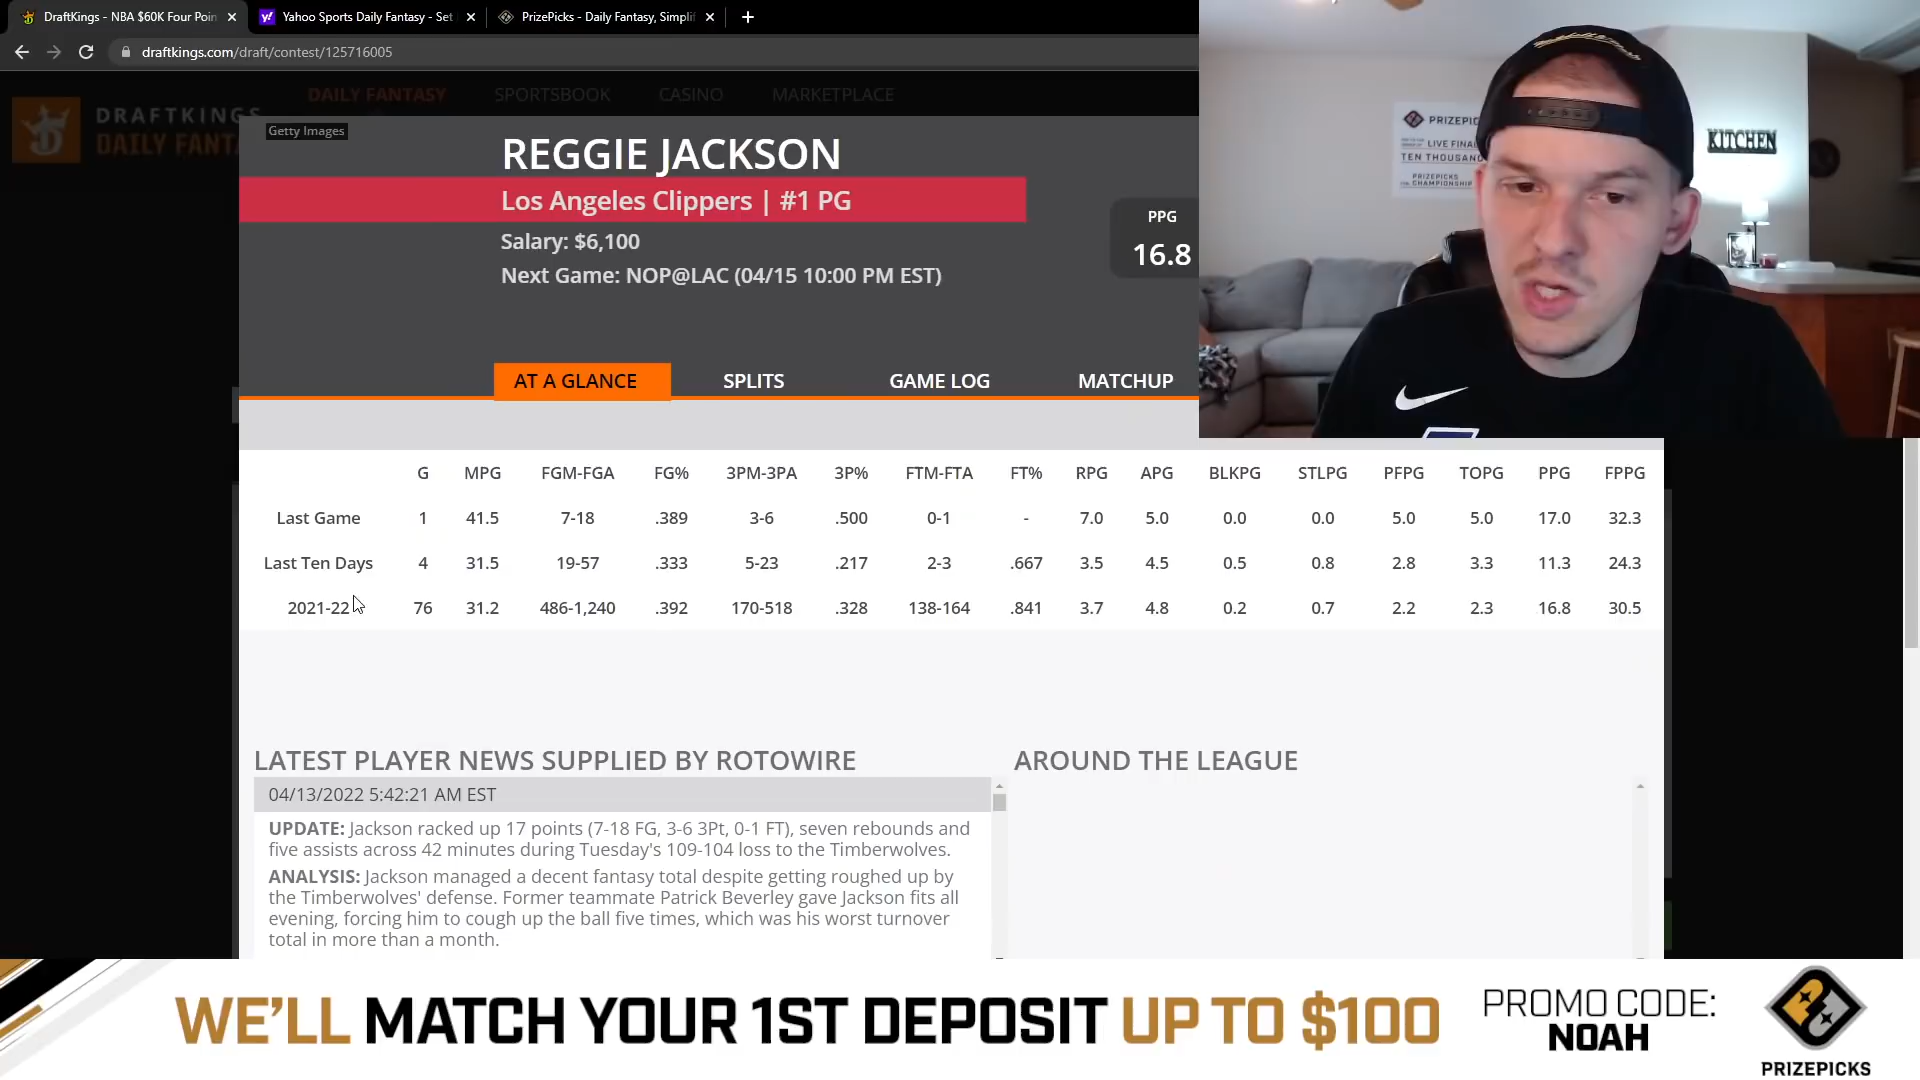 DraftKings - NBA $60K Four Poin
Yahoo Sports Daily Fantasy - Set
PrizePicks - Daily Fantasy, Simplif
draftkings.com/draft/contest/125716005
DRAFTKINGS
DAILY FANTA
DAILY FANTASY SPORTSBOOK CASINO MARKETPLACE
Getty Images
REGGIE JACKSON
Los Angeles Clippers | #1 PG
Salary: $6,100
Next Game: NOP@LAC (04/15 10:00 PM EST)
PPG
16.8
PRIZEPIC
LIVE FINAL
TEN THOUSAND
PRIZEPICKS
CHAMPIONSHIP
KITCHEN
AT A GLANCE SPLITS GAME LOG MATCHUP
G MPG FGM-FGA FG% 3PM-3PA 3P% FTM-FTA FT% RPG APG BLKPG STLPG PFPG TOPG PPG FPPG
Last Game 1 41.5 7-18 .389 3-6 .500 0-1 - 7.0 5.0 0.0 0.0 5.0 5.0 17.0 32.3
Last Ten Days 4 31.5 19-57 .333 5-23 .217 2-3 .667 3.5 4.5 0.5 0.8 2.8 3.3 11.3 24.3
2021-22 76 31.2 486-1,240 .392 170-518 .328 138-164 .841 3.7 4.8 0.2 0.7 2.2 2.3 16.8 30.5
LATEST PLAYER NEWS SUPPLIED BY ROTOWIRE
AROUND THE LEAGUE
04/13/2022 5:42:21 AM EST
UPDATE: Jackson racked up 17 points (7-18 FG, 3-6 3Pt, 0-1 FT), seven rebounds and
five assists across 42 minutes during Tuesday's 109-104 loss to the Timberwolves.
ANALYSIS: Jackson managed a decent fantasy total despite getting roughed up by
the Timberwolves' defense. Former teammate Patrick Beverley gave Jackson fits all
evening, forcing him to cough up the ball five times, which was his worst turnover
total in more than a month.
WE'LL MATCH YOUR 1ST DEPOSIT UP TO $100
PROMO CODE:
NOAH
PRIZEPICKS